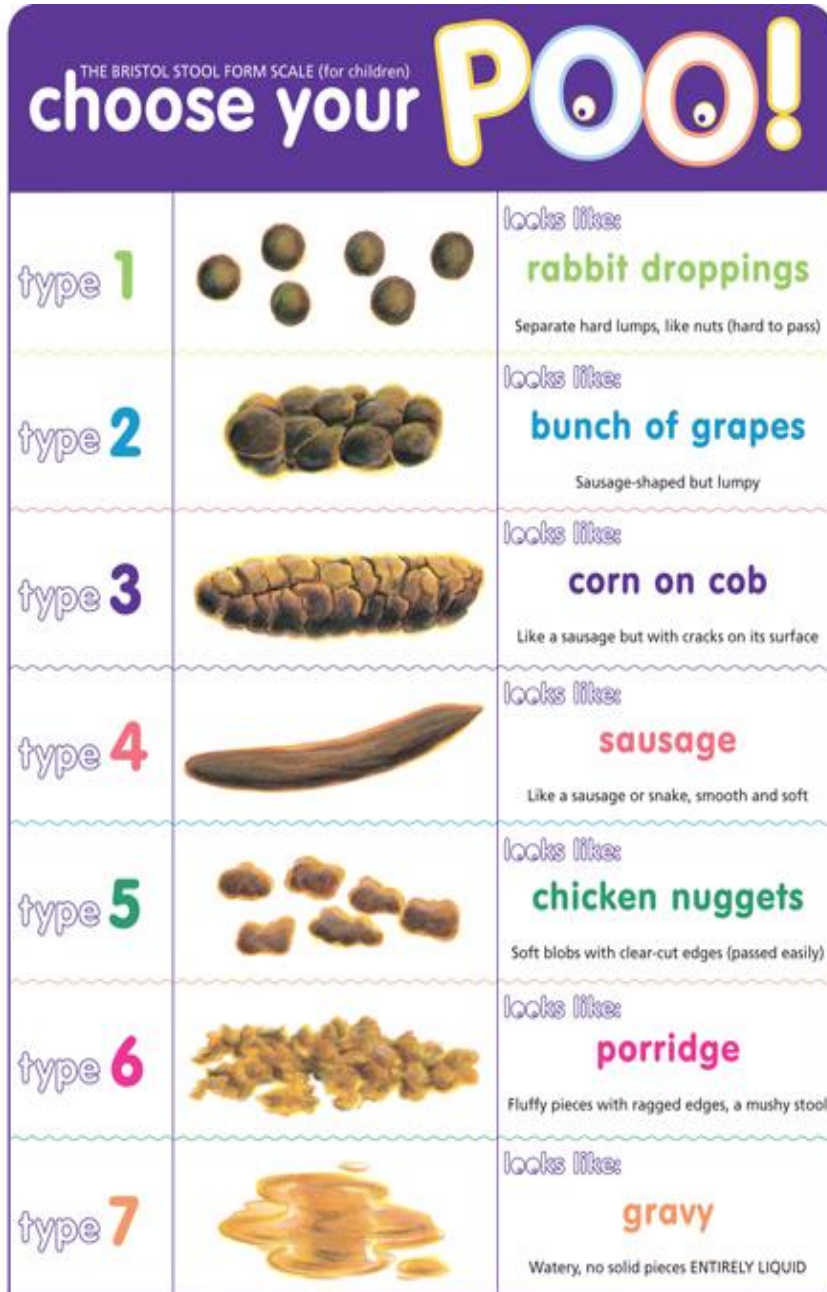 THE BRISTOL STOOL FORM SCALE (for children)
choose your POO!
type 1
looks like:
rabbit droppings
Separate hard lumps, like nuts (hard to pass)
type 2
looks like:
bunch of grapes
Sausage-shaped but lumpy
type 3
looks like:
corn on cob
Like a sausage but with cracks on its surface
type 4
looks like:
sausage
Like a sausage or snake, smooth and soft
type 5
looks like:
chicken nuggets
Soft blobs with clear-cut edges (passed easily)
type 6
looks like:
porridge
Fluffy pieces with ragged edges, a mushy stool
type 7
looks like:
gravy
Watery, no solid pieces ENTIRELY LIQUID